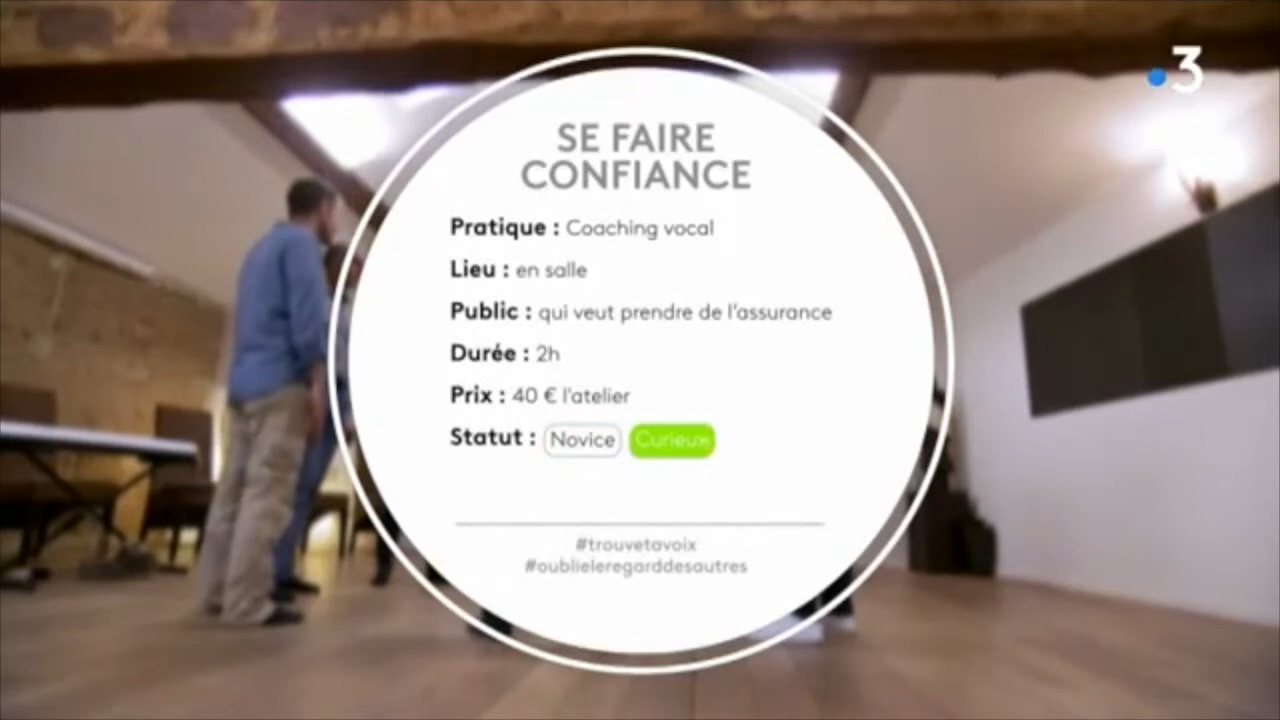 3
SE FAIRE
CONFIANCE
Pratique : Coaching vocal
Lieu : en salle
Public : qui veut prendre de l'assurance
Durée : 2h
Prix : 40 € l'atelier
Statut : Novice Curieux
#trouvetavoix
#oublieleregarddesautres